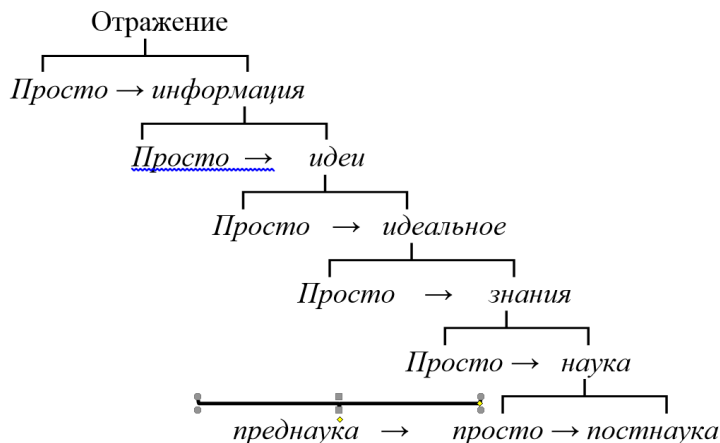 Отражение
Просто → информация
Просто → идеи
Просто → идеальное
Просто → знания
Просто → наука
преднаука → просто → постнаука